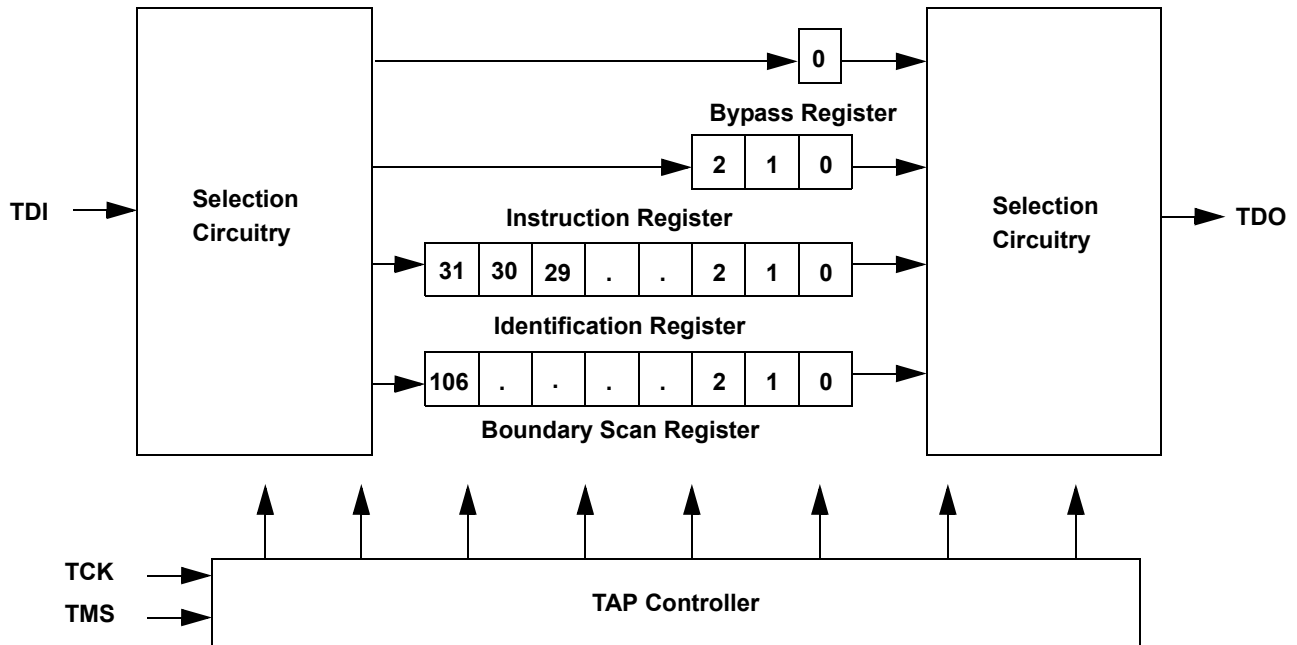 0
Bypass Register
2 1 0
TDI
Selection
Circuitry
Selection
Circuitry
TDO
Instruction Register
31 30 29 . . 2 1 0
Identification Register
106 . . . . 2 1 0
Boundary Scan Register
TCK
TMS
TAP Controller